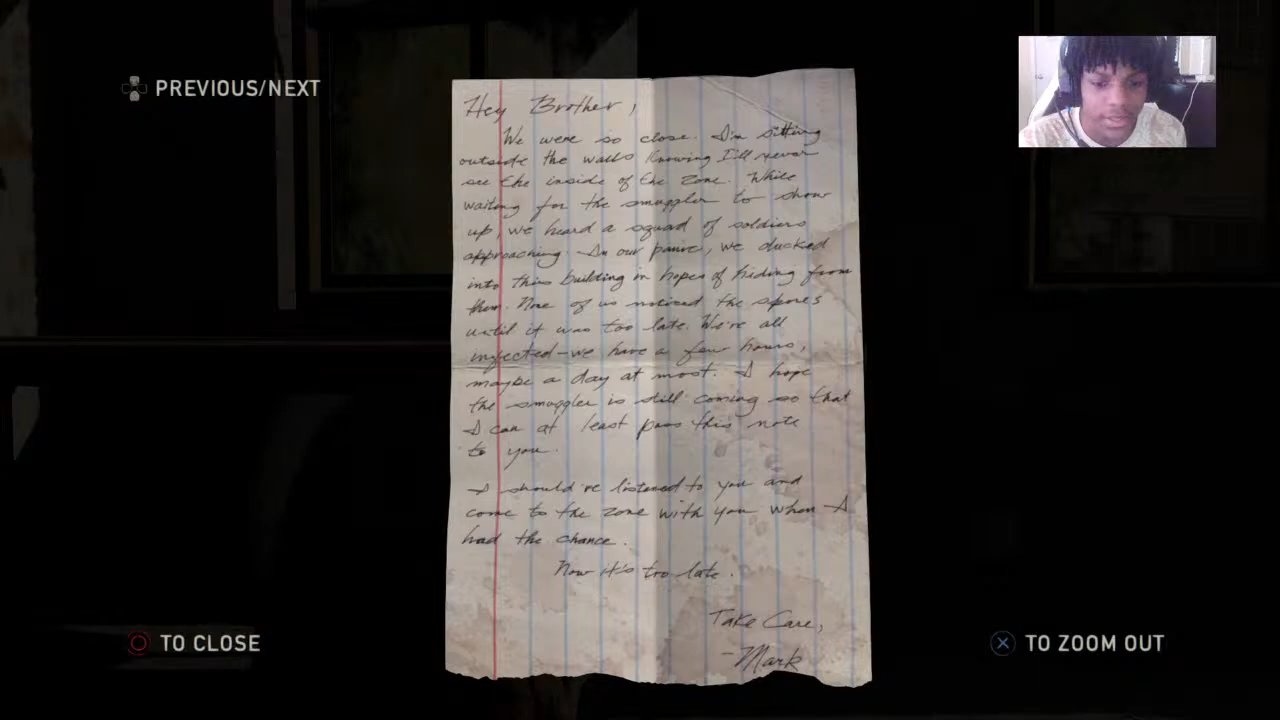 PREVIOUS/NEXT
Hey Brother,
We were so close. I'm sitting
outside the walls knowing I'll never
see the inside of the zone. While
waiting for the smuggler to show
up, we heard a squad of soldiers
approaching. In our panic, we ducked
into this building in hopes of hiding from
them. None of us noticed the spores
until it was too late. We're all
infected-we have a few hours,
maybe a day at most. I hope
the smuggler is still coming so that
I can at least pass this note
to you.
I should've listened to you and
come to the zone with you when I
had the chance.
Now it's too late.
Take Care,
-Mark
TO CLOSE
TO ZOOM OUT